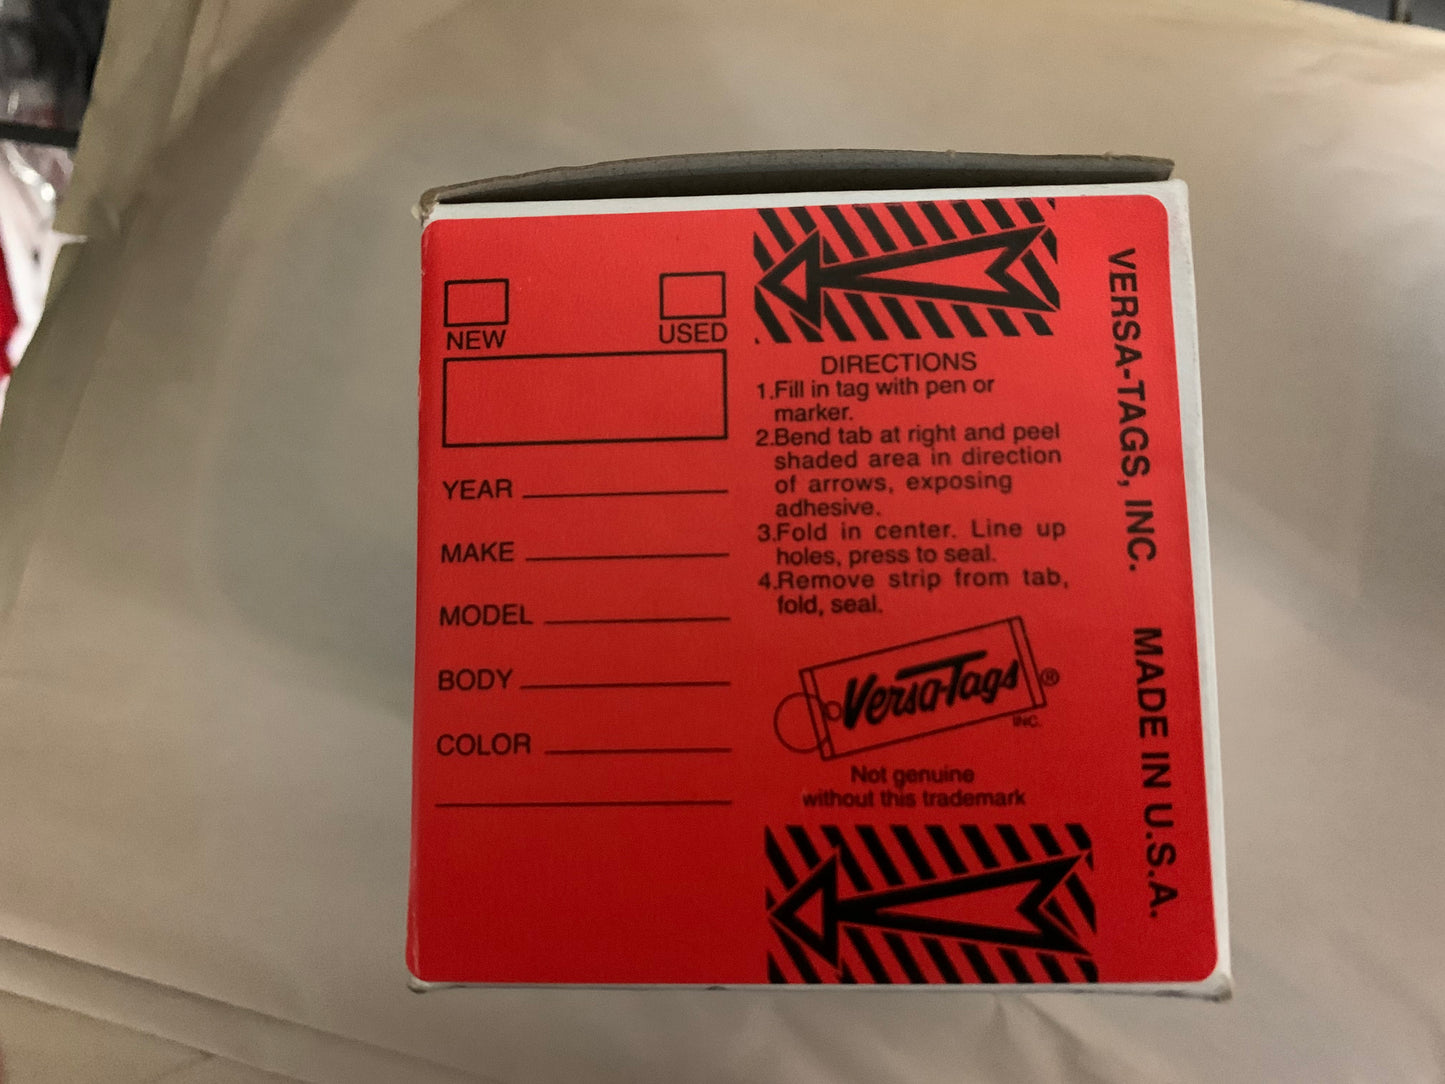 NEW
USED
YEAR
MAKE
MODEL
BODY
COLOR
DIRECTIONS
1.Fill in tag with pen or
marker.
2.Bend tab at right and peel
shaded area in direction
of arrows, exposing
adhesive.
3.Fold in center. Line up
holes, press to seal.
4.Remove strip from tab,
fold, seal.
Versa-Tags ®
INC.
Not genuine
without this trademark
VERSA-TAGS, INC. MADE IN U.S.A.